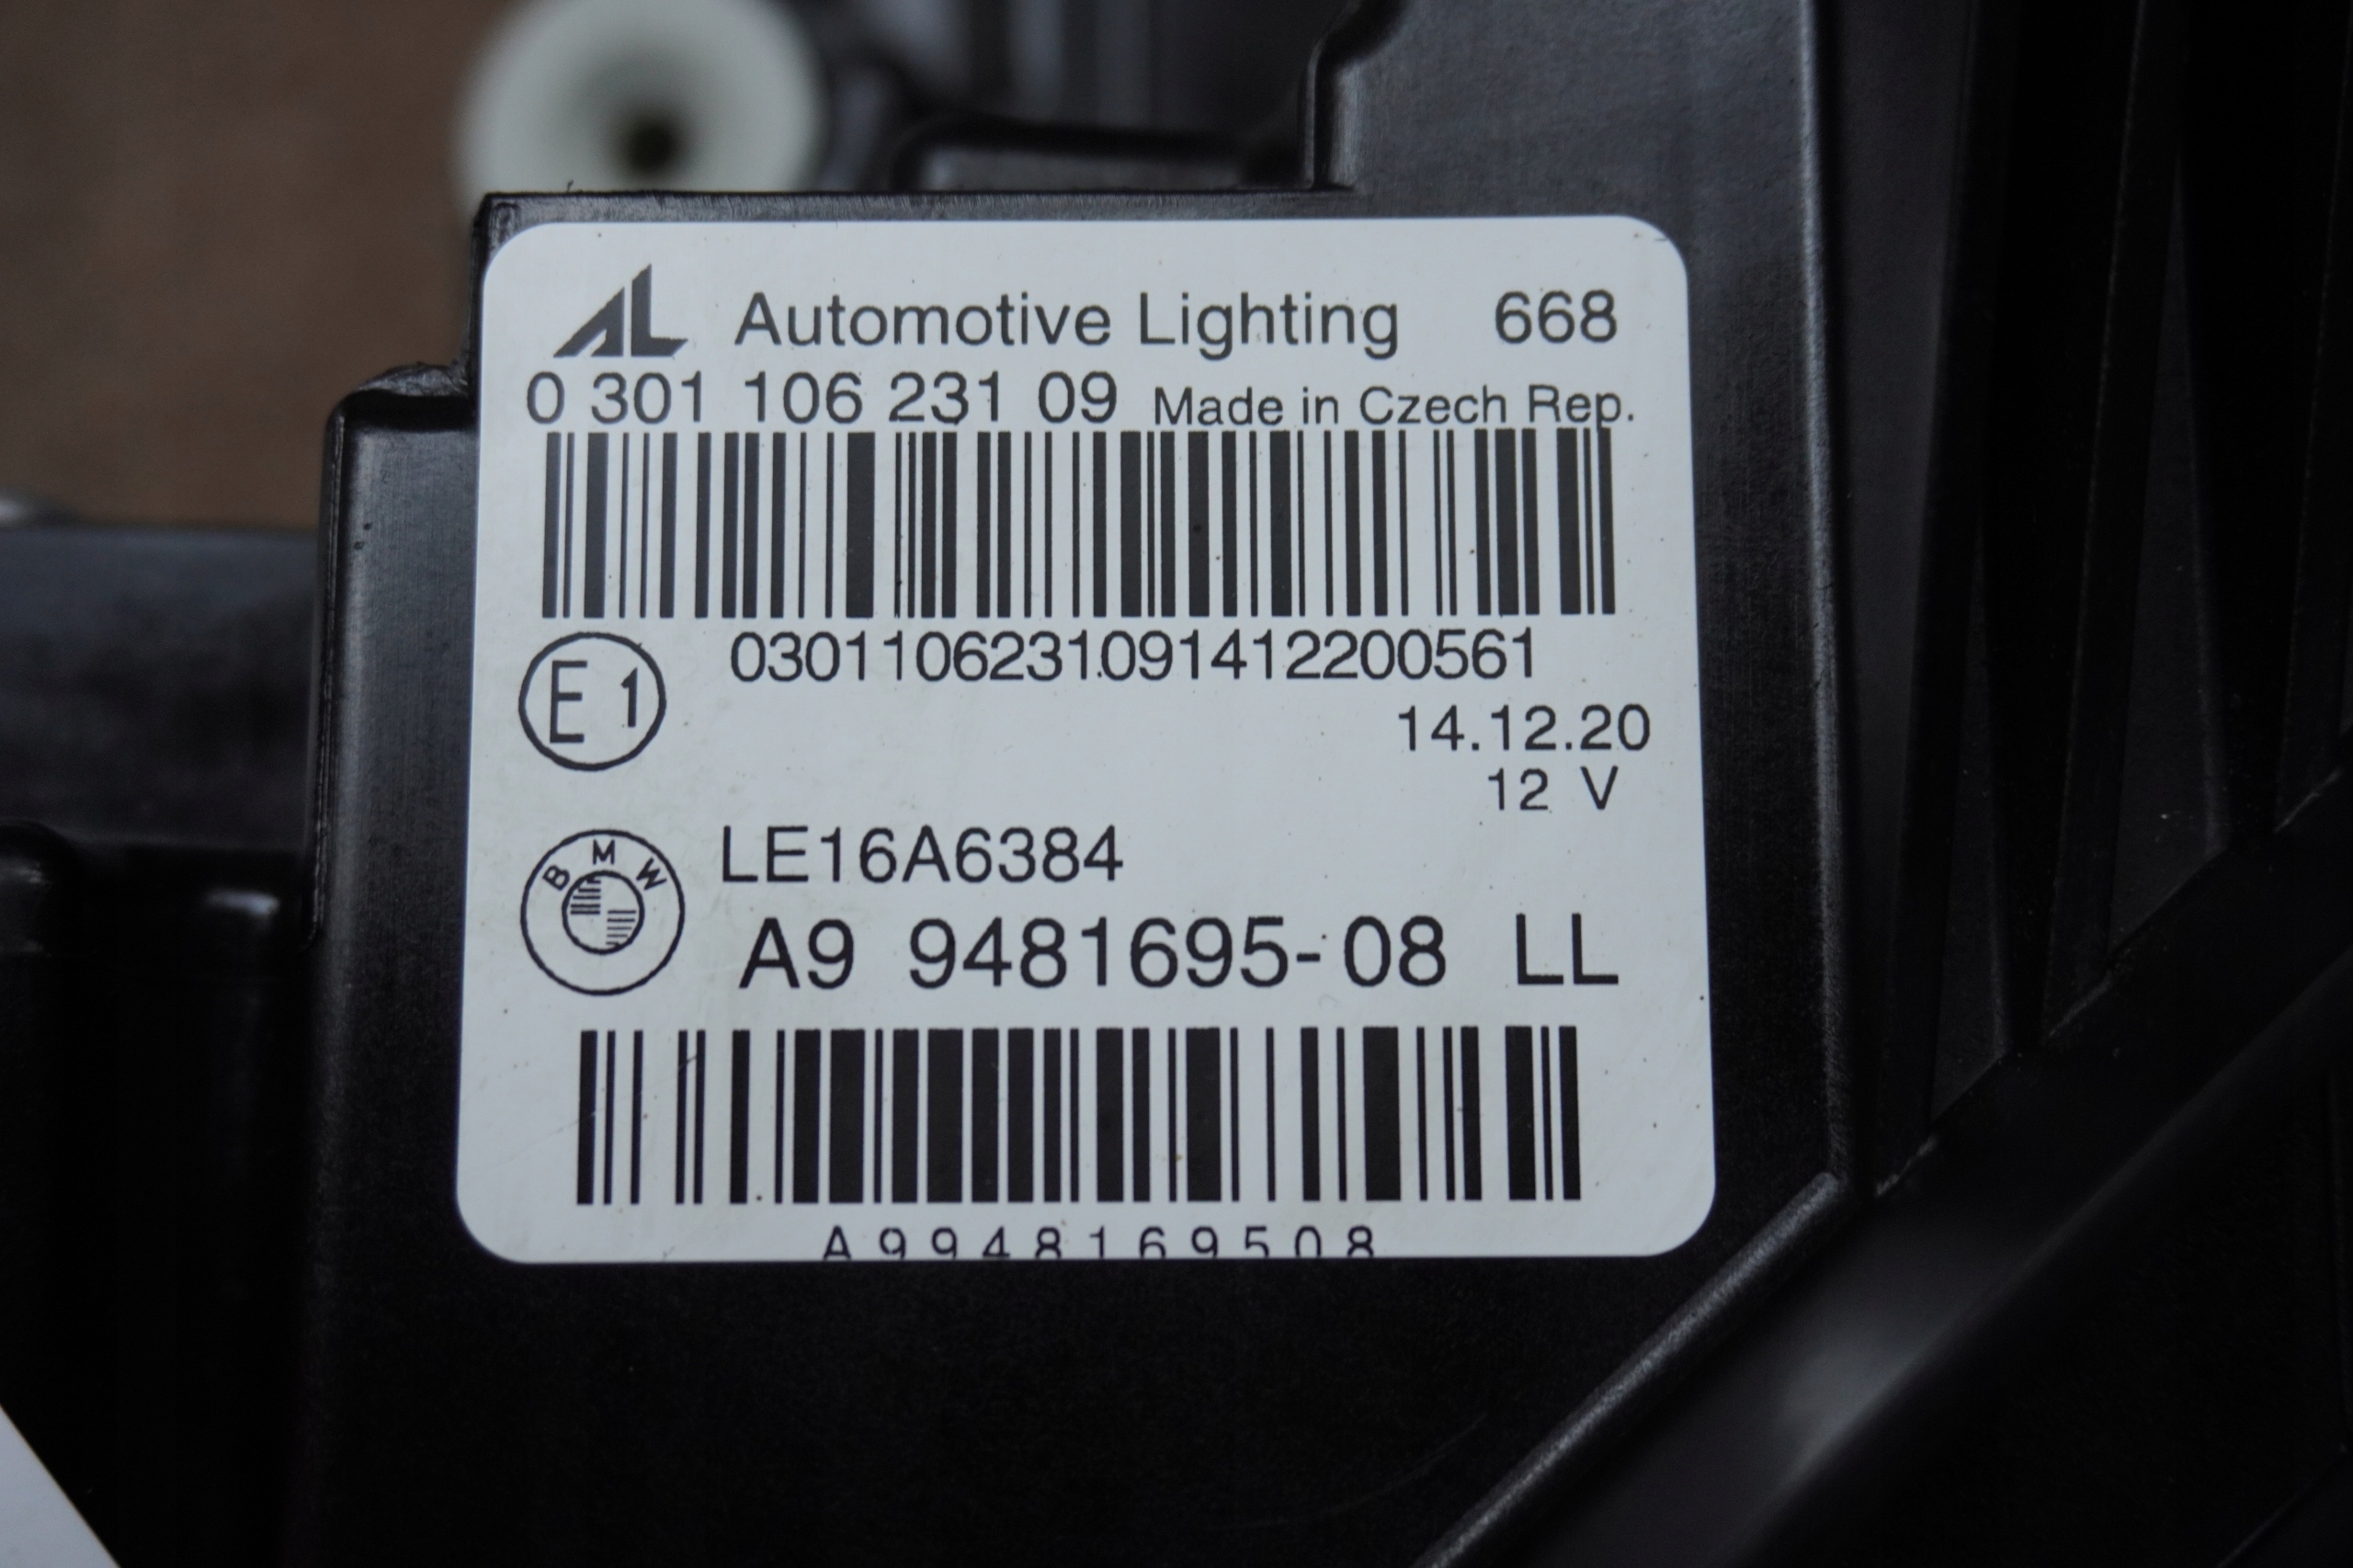 AL Automotive Lighting 668
0 301 106 231 09 Made in Czech Rep.
0301106231091412200561
E1
14.12.20
12 V
LE16A6384
BMW
A9 9481695-08 LL
A9948169508